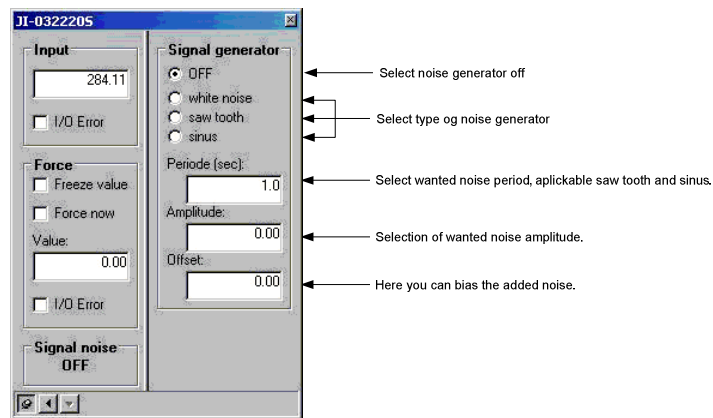 JI-032220S
Input
284.11
I/O Error
Force
Freeze value
Force now
Value:
0.00
I/O Error
Signal noise
OFF
Signal generator
OFF
white noise
saw tooth
sinus
Periode (sec):
1.0
Amplitude:
0.00
Offset:
0.00
Select noise generator off
Select type og noise generator
Select wanted noise period, aplickable saw tooth and sinus.
Selection of wanted noise amplitude.
Here you can bias the added noise.